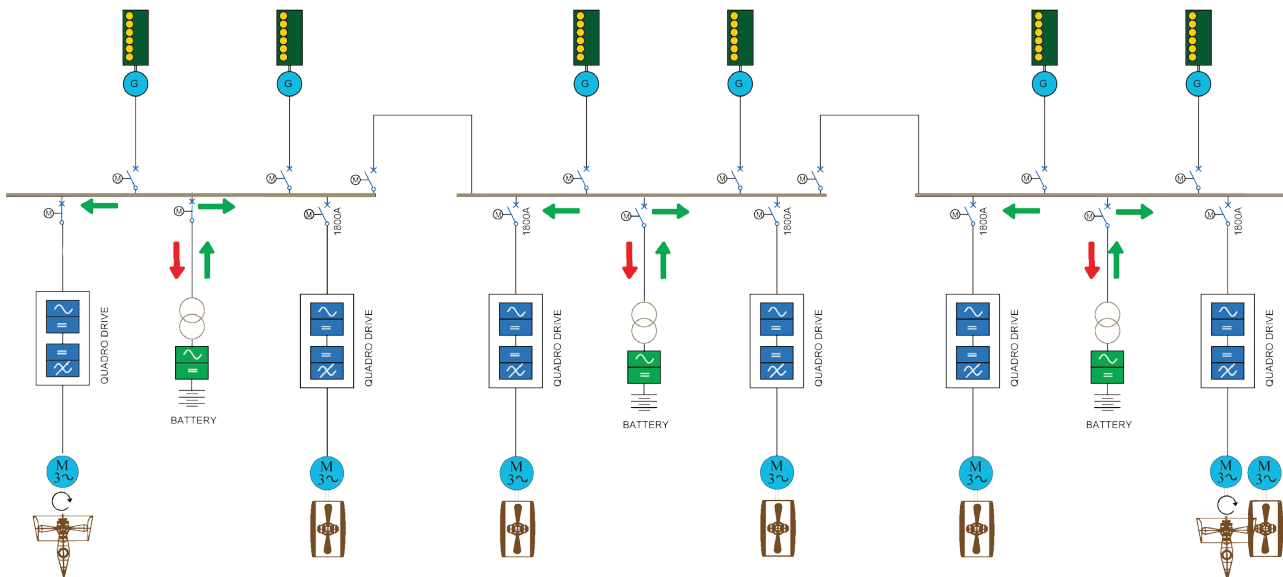 G G G G G G
M M M M M M M M
M M M M M M M M M
1800A 1800A 1800A 1800A 1800A
QUADRO DRIVE QUADRO DRIVE QUADRO DRIVE QUADRO DRIVE QUADRO DRIVE QUADRO DRIVE
BATTERY BATTERY BATTERY
M M M M M M M
3~ 3~ 3~ 3~ 3~ 3~ 3~